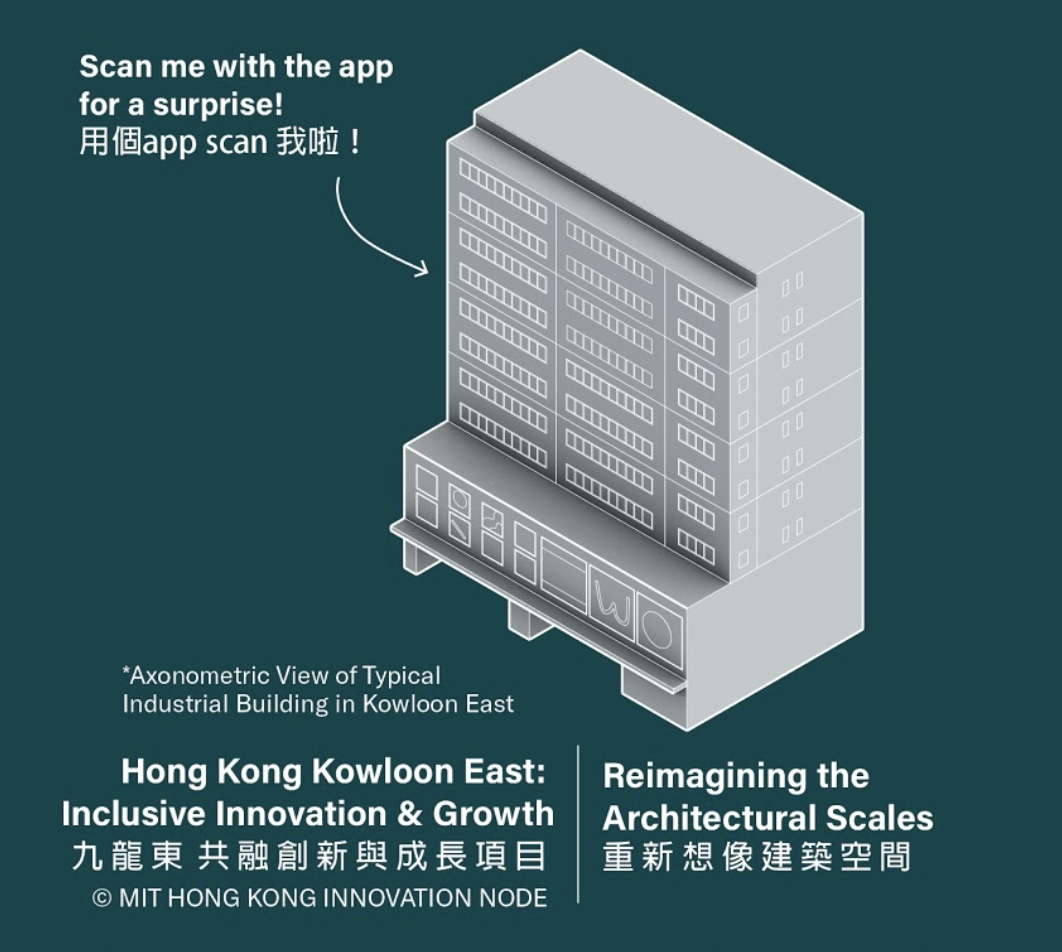 Scan me with the app
for a surprise!
用個app scan 我啦！
*Axonometric View of Typical
Industrial Building in Kowloon East
Hong Kong Kowloon East:
Inclusive Innovation & Growth
九龍東 共融創新與成長項目
© MIT HONG KONG INNOVATION NODE
Reimagining the
Architectural Scales
重新想像建築空間